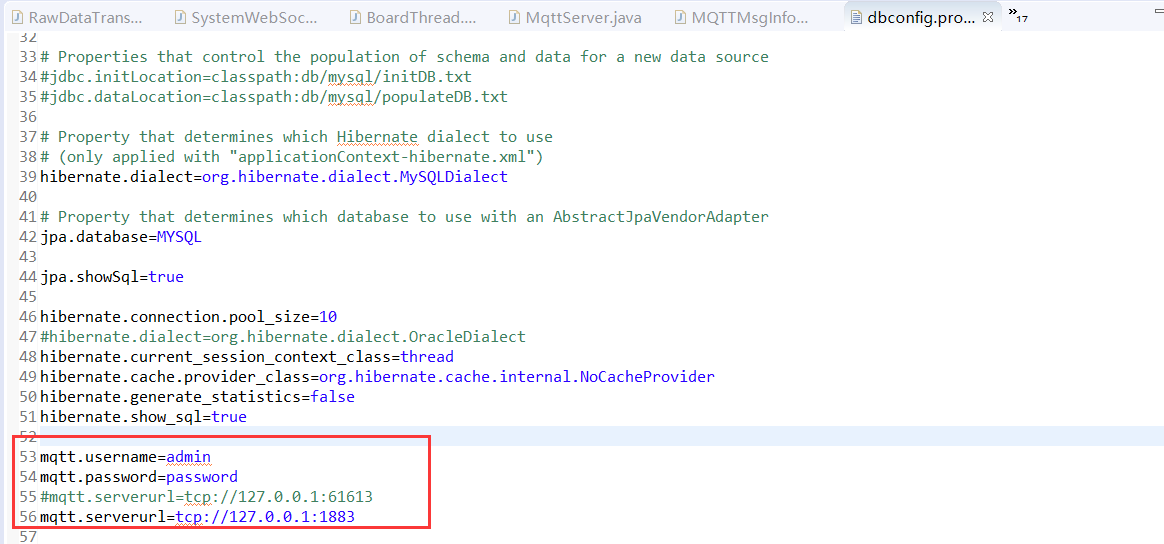 RawDataTrans...   SystemWebSoc...   BoardThread....   MqttServer.java   MQTTMsgInfo...   dbconfig.pro...   »17
32
33 # Properties that control the population of schema and data for a new data source
34 #jdbc.initLocation=classpath:db/mysql/initDB.txt
35 #jdbc.dataLocation=classpath:db/mysql/populateDB.txt
36
37 # Property that determines which Hibernate dialect to use
38 # (only applied with "applicationContext-hibernate.xml")
39 hibernate.dialect=org.hibernate.dialect.MySQLDialect
40
41 # Property that determines which database to use with an AbstractJpaVendorAdapter
42 jpa.database=MYSQL
43
44 jpa.showSql=true
45
46 hibernate.connection.pool_size=10
47 #hibernate.dialect=org.hibernate.dialect.OracleDialect
48 hibernate.current_session_context_class=thread
49 hibernate.cache.provider_class=org.hibernate.cache.internal.NoCacheProvider
50 hibernate.generate_statistics=false
51 hibernate.show_sql=true
52
53 mqtt.username=admin
54 mqtt.password=password
55 #mqtt.serverurl=tcp://127.0.0.1:61613
56 mqtt.serverurl=tcp://127.0.0.1:1883
57